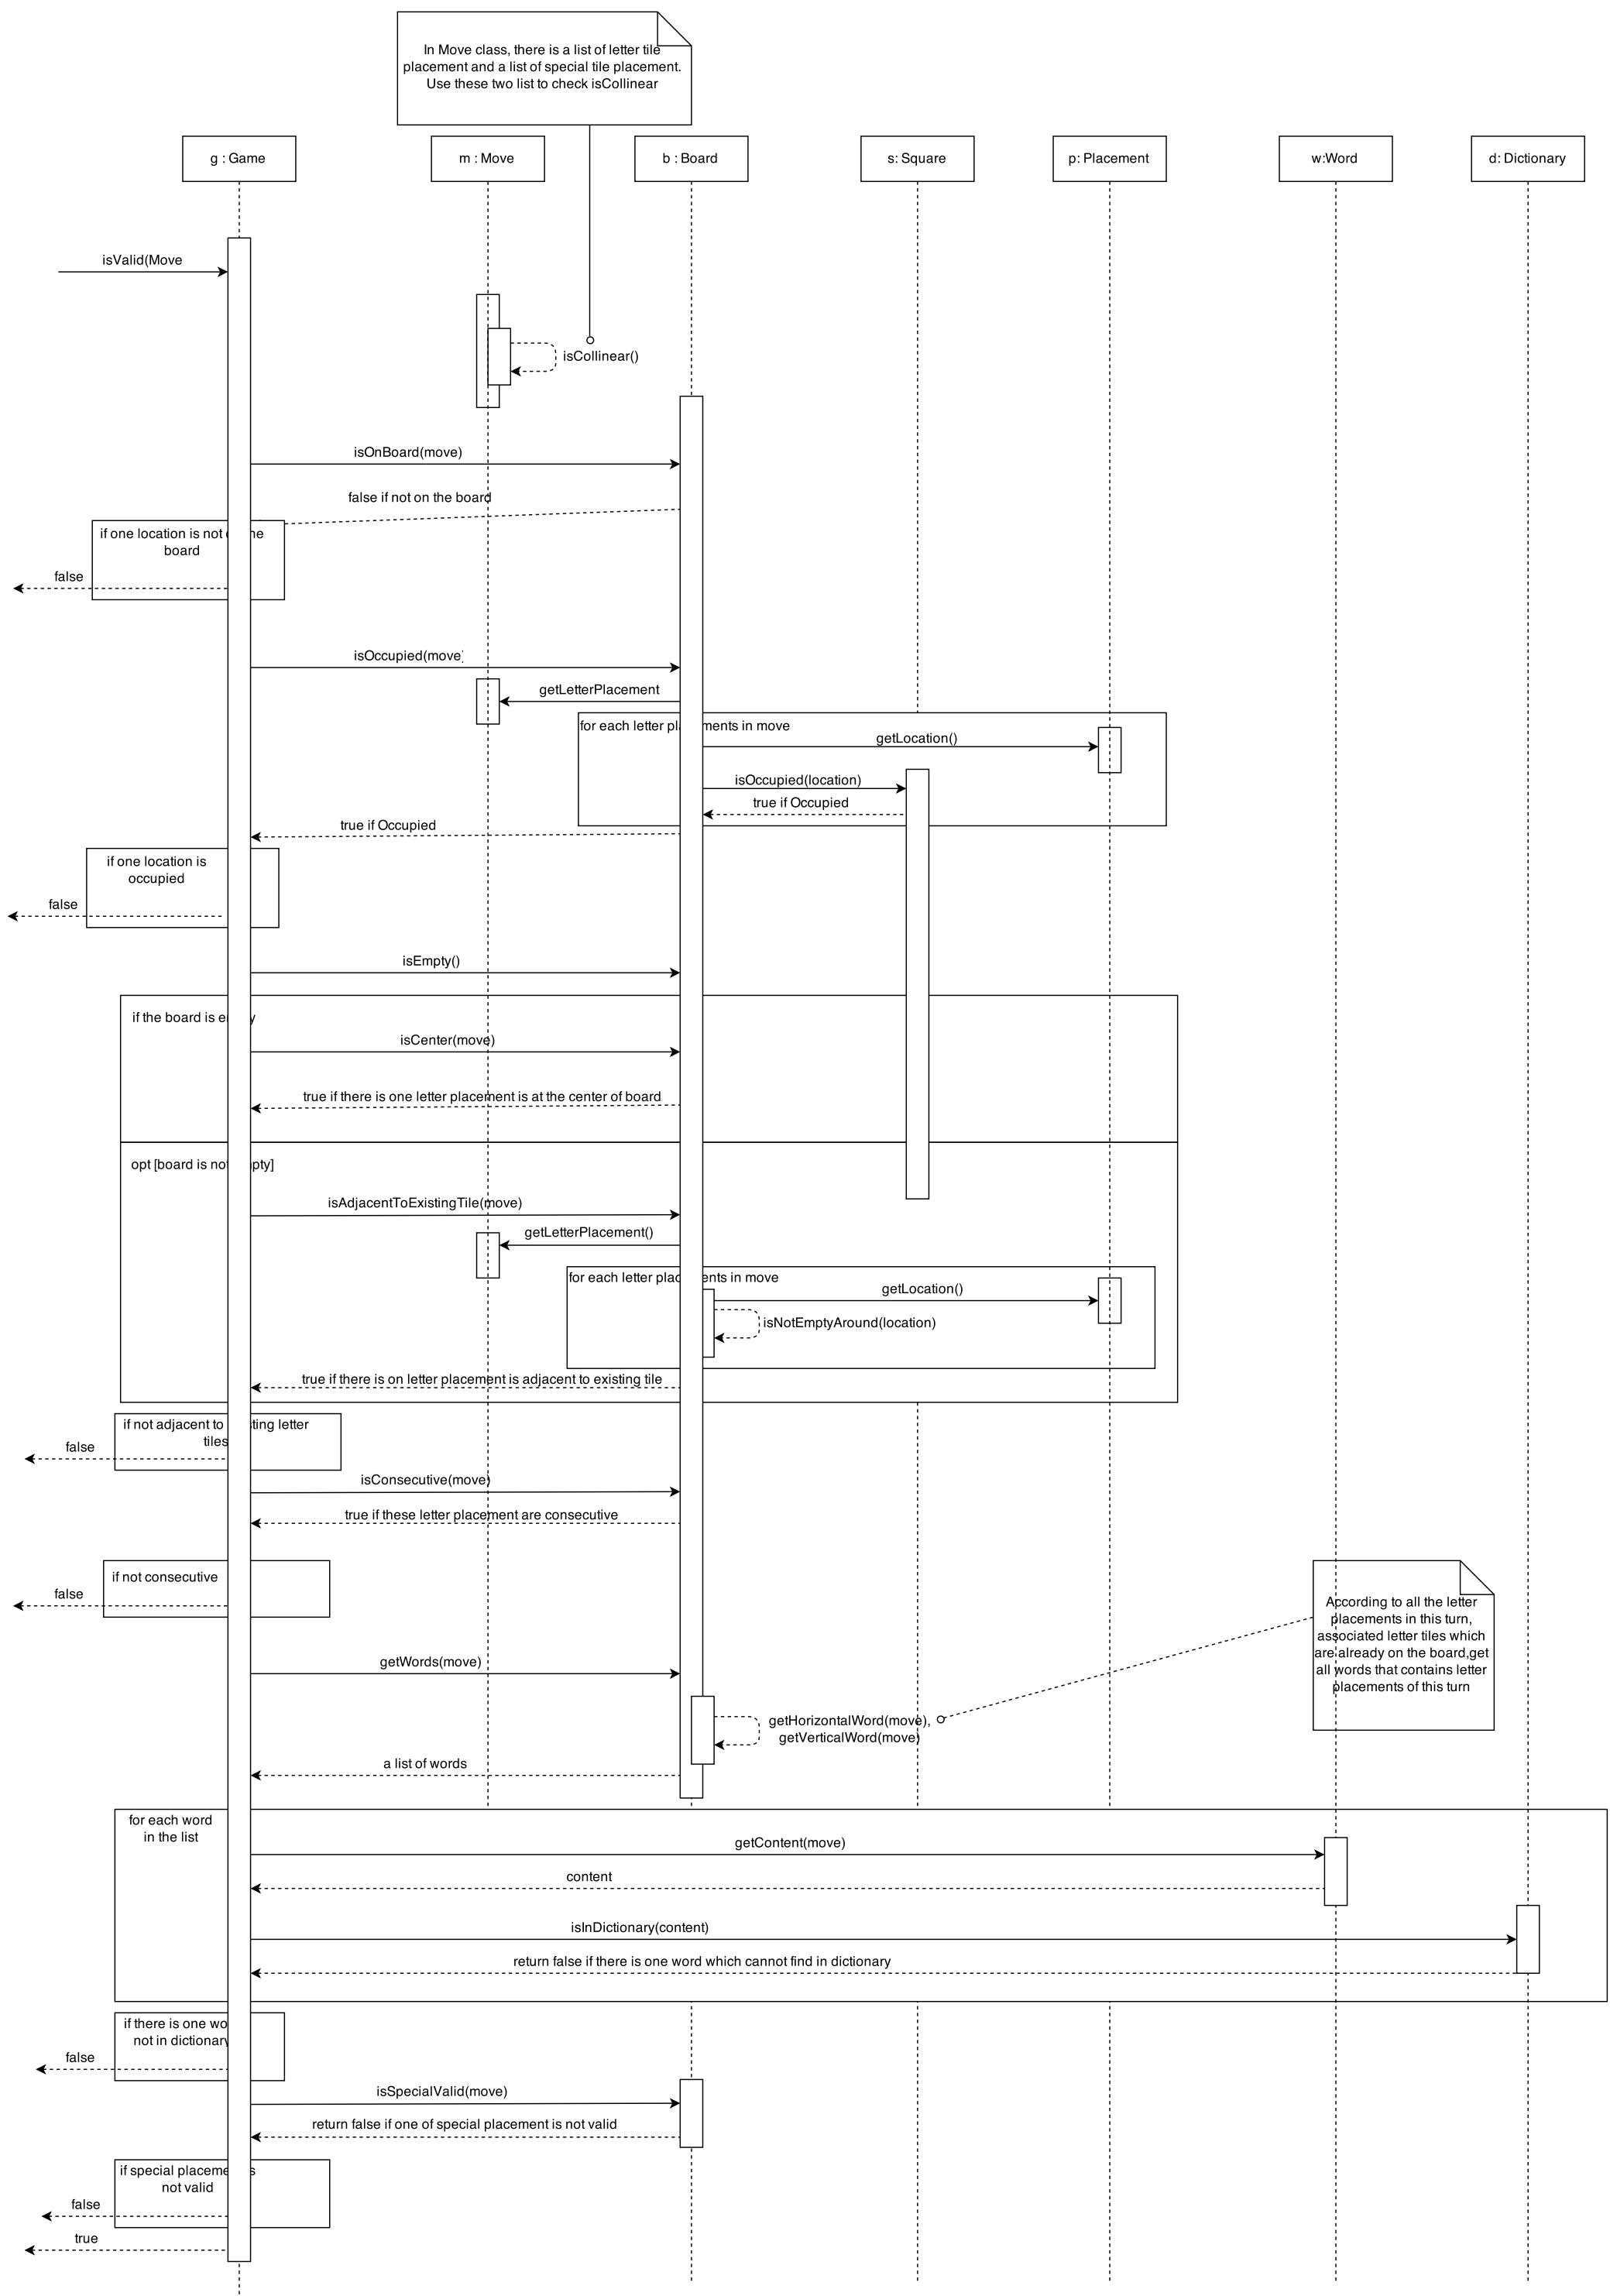 In Move class, there is a list of letter tile
placement and a list of special tile placement.
Use these two list to check isCollinear
g : Game
m : Move
b : Board
s: Square
p: Placement
w:Word
d: Dictionary
isValid(Move
isCollinear()
isOnBoard(move)
false if not on the board
if one location is not
board
false
isOccupied(move)
getLetterPlacement
for each letter placements in move
getLocation()
isOccupied(location)
true if Occupied
true if Occupied
if one location is
occupied
false
isEmpty()
if the board is empty
isCenter(move)
true if there is one letter placement is at the center of board
opt [board is not empty]
isAdjacentToExistingTile(move)
getLetterPlacement()
for each letter placements in move
getLocation()
isNotEmptyAround(location)
true if there is on letter placement is adjacent to existing tile
if not adjacent to existing letter
tiles
false
isConsecutive(move)
true if these letter placement are consecutive
if not consecutive
false
According to all the letter
placements in this turn,
associated letter tiles which
are already on the board,get
all words that contains letter
placements of this turn
getWords(move)
getHorizontalWord(move),
getVerticalWord(move)
a list of words
for each word
in the list
getContent(move)
content
isInDictionary(content)
return false if there is one word which cannot find in dictionary
if there is one word
not in dictionary
false
isSpecialValid(move)
return false if one of special placement is not valid
if special placement is
not valid
false
true